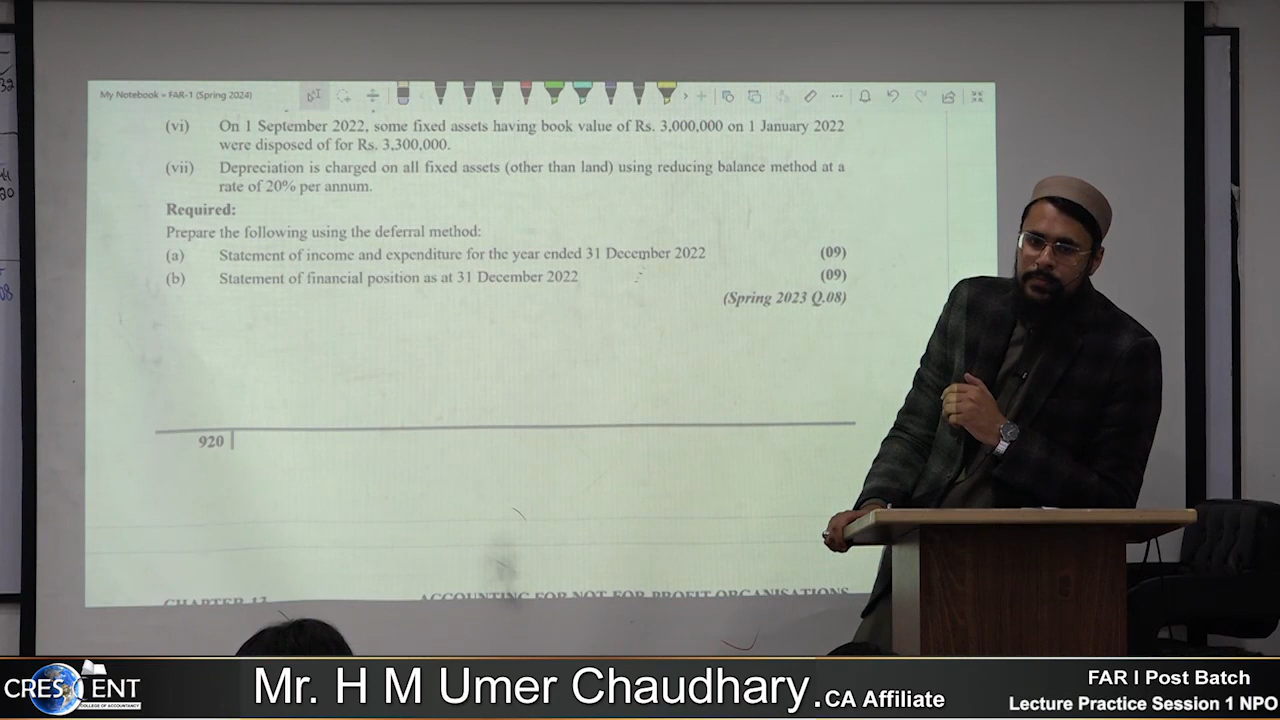 My Notebook – FAR-1 (Spring 2024)
(vi) On 1 September 2022, some fixed assets having book value of Rs. 3,000,000 on 1 January 2022
were disposed of for Rs. 3,300,000.
(vii) Depreciation is charged on all fixed assets (other than land) using reducing balance method at a
rate of 20% per annum.
Required:
Prepare the following using the deferral method:
(a) Statement of income and expenditure for the year ended 31 December 2022 (09)
(b) Statement of financial position as at 31 December 2022 (09)
(Spring 2023 Q.08)
920
CHAPTER 13 ACCOUNTING FOR NOT FOR PROFIT ORGANISATIONS
CRESCENT
COLLEGE OF ACCOUNTANCY
Mr. H M Umer Chaudhary .CA Affiliate
FAR I Post Batch
Lecture Practice Session 1 NPO